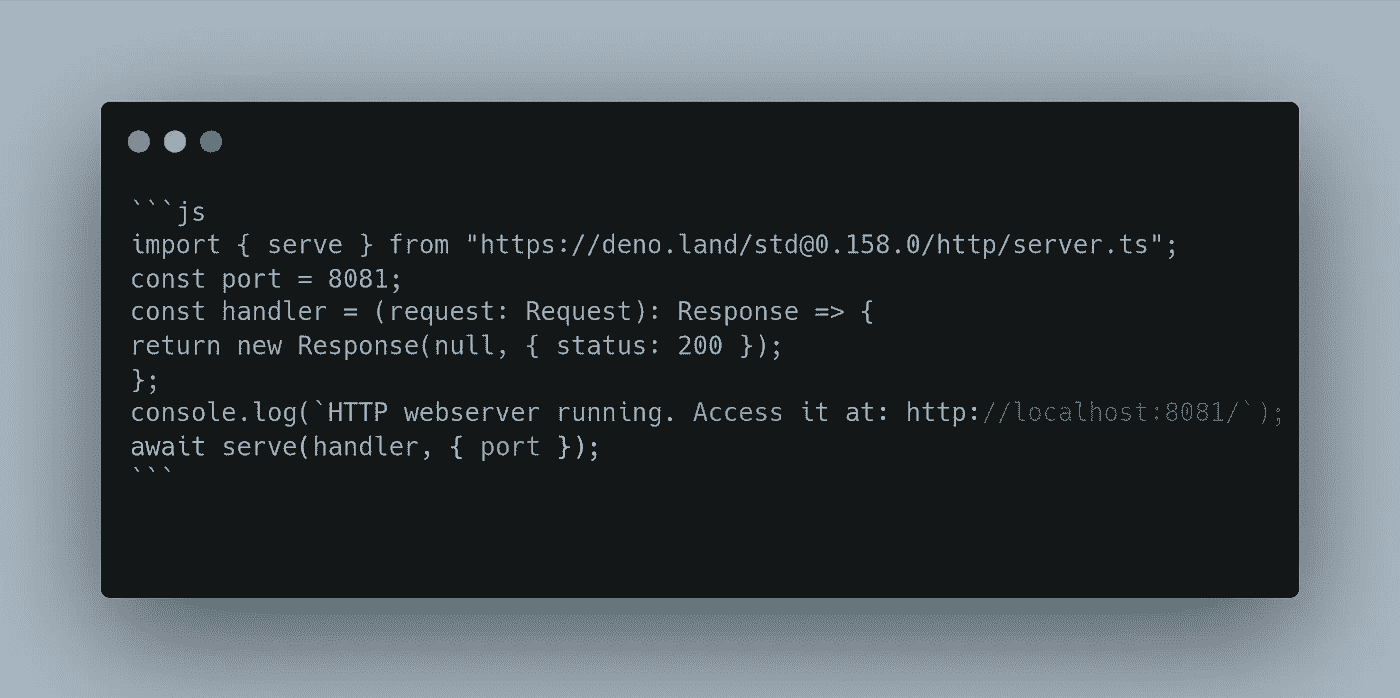 ```js
import { serve } from "https://deno.land/std@0.158.0/http/server.ts";
const port = 8081;
const handler = (request: Request): Response => {
return new Response(null, { status: 200 });
};
console.log(`HTTP webserver running. Access it at: http://localhost:8081/`);
await serve(handler, { port });
```